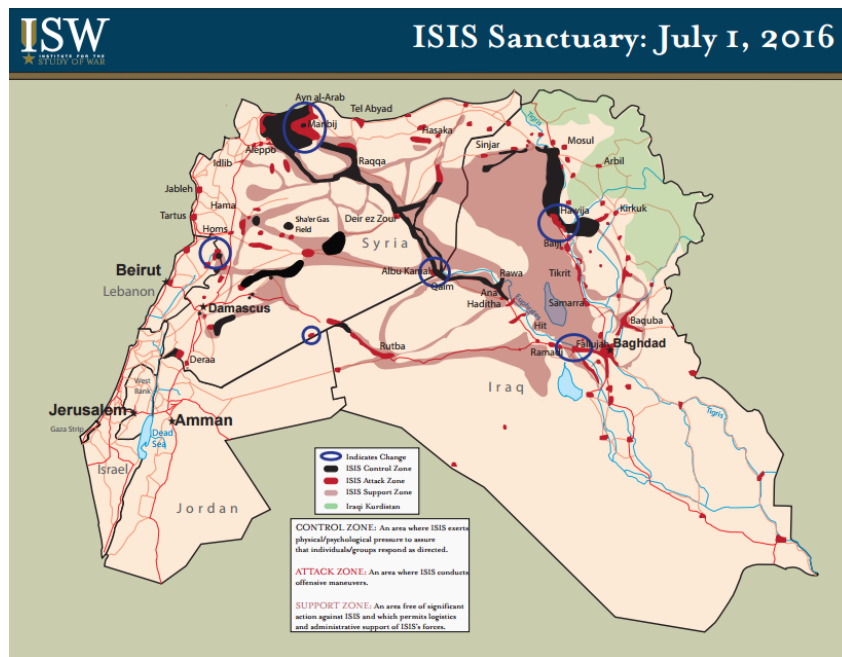 ISW
INSTITUTE FOR THE
STUDY OF WAR
ISIS Sanctuary: July 1, 2016
Ayn al-Arab
Manbij
Tel Abyad
Hasaka
Sinjar
Tigris
Mosul
Aleppo
Idlib
Raqqa
Arbil
Jableh
Hama
Tartus
Homs
Sha'er Gas
Field
Deir ez Zour
Hawija
Kirkuk
Syria
Baiji
Beirut
Lebanon
Albu Kamal
Qaim
Rawa
Ana
Haditha
Tikrit
Euphrates
Samarra
Damascus
Hit
Baquba
Deraa
Rutba
Ramadi
Fallujah
Baghdad
West
Bank
Iraq
Jerusalem
Amman
Gaza Strip
Dead
Sea
Tigris
Israel
Jordan
Indicates Change
ISIS Control Zone
ISIS Attack Zone
ISIS Support Zone
Iraqi Kurdistan
CONTROL ZONE: An area where ISIS exerts
physical/psychological pressure to assure
that individuals/groups respond as directed.
ATTACK ZONE: An area where ISIS conducts
offensive maneuvers.
SUPPORT ZONE: An area free of significant
action against ISIS and which permits logistics
and administrative support of ISIS's forces.